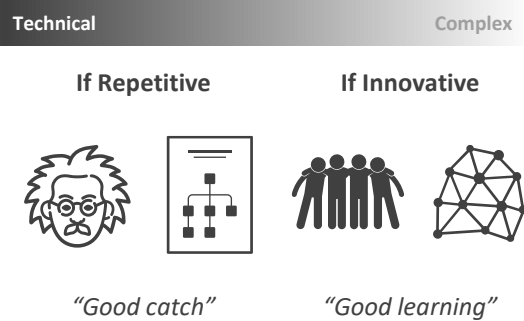 Technical Complex
If Repetitive If Innovative
“Good catch” “Good learning”